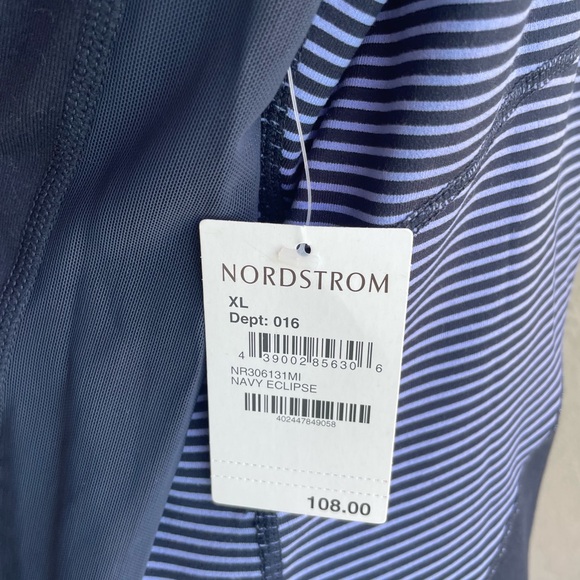 NORDSTROM
XL
Dept: 016
4 39002 85630 6
NR306131MI
NAVY ECLIPSE
402447849058
108.00